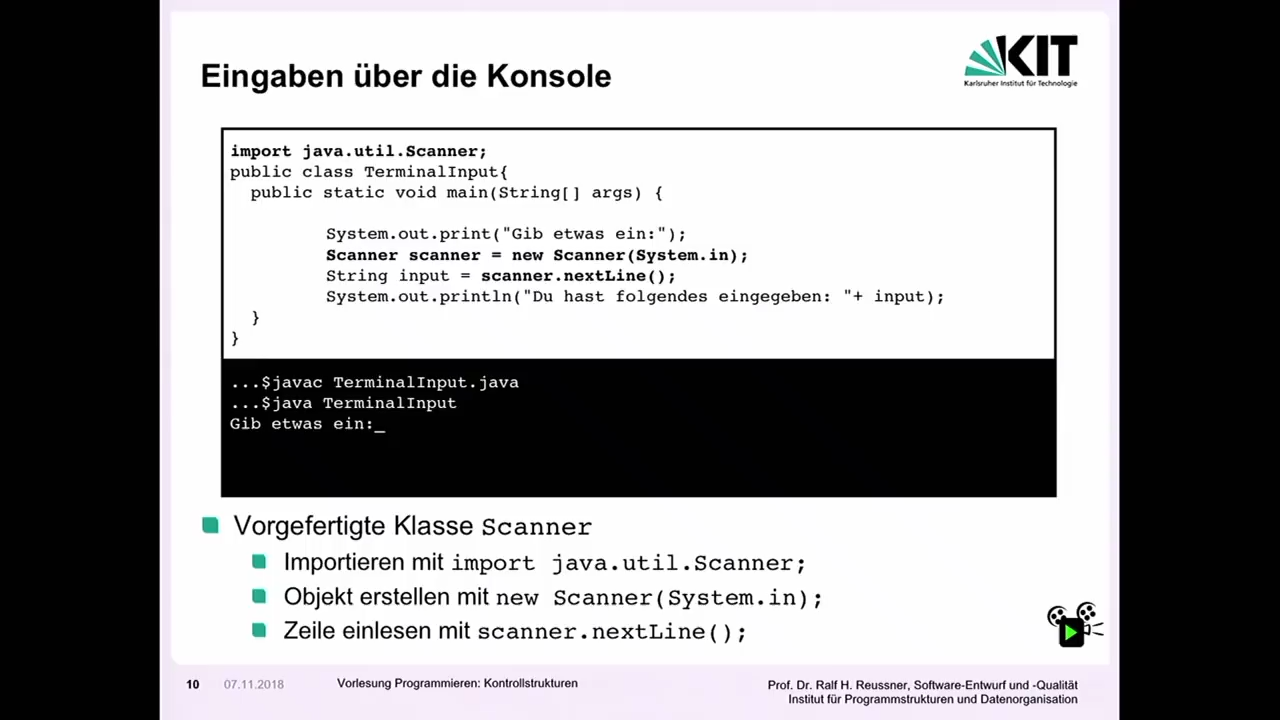 Eingaben über die Konsole
KIT
Karlsruher Institut für Technologie
import java.util.Scanner;
public class TerminalInput{
public static void main(String[] args) {
System.out.print("Gib etwas ein:");
Scanner scanner = new Scanner(System.in);
String input = scanner.nextLine();
System.out.println("Du hast folgendes eingegeben: "+ input);
}
}
...$javac TerminalInput.java
...$java TerminalInput
Gib etwas ein:_
Vorgefertigte Klasse Scanner
Importieren mit import java.util.Scanner;
Objekt erstellen mit new Scanner(System.in);
Zeile einlesen mit scanner.nextLine();
10 07.11.2018 Vorlesung Programmieren: Kontrollstrukturen
Prof. Dr. Ralf H. Reussner, Software-Entwurf und -Qualität
Institut für Programmstrukturen und Datenorganisation